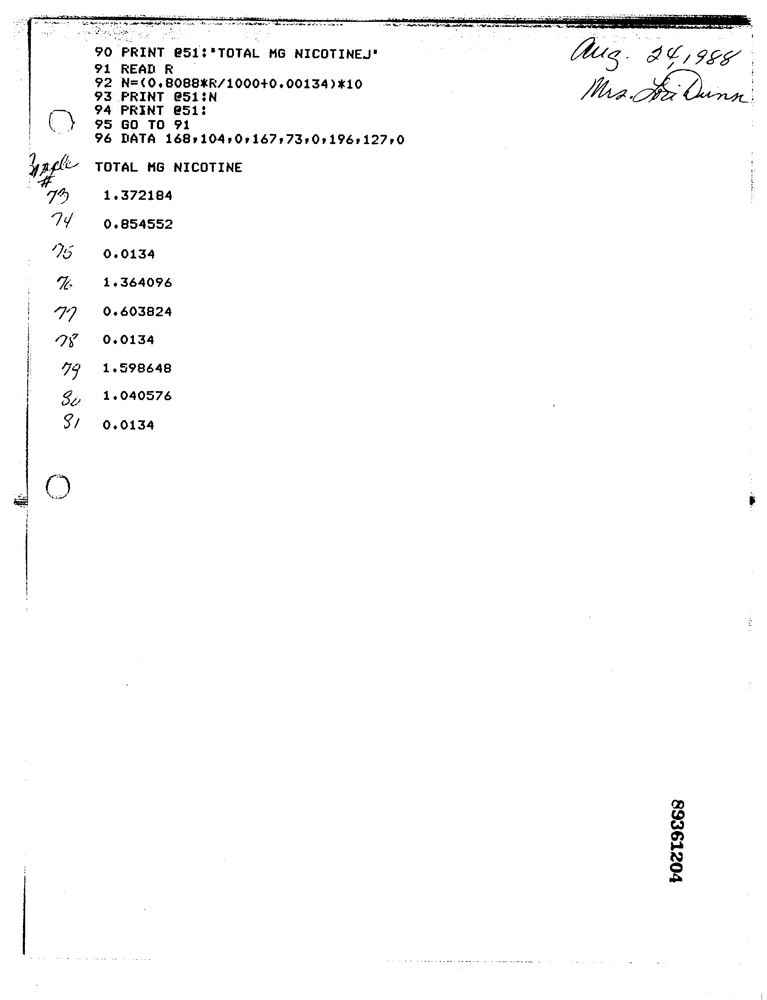 Aug. 24, 1988
Mrs. Lori Dunn
90 PRINT @51:"TOTAL MG NICOTINEJ"
91 READ R
92 N=(0.8088*R/1000+0.00134)*10
93 PRINT @51:N
94 PRINT @51:
95 GO TO 91
96 DATA 168,104,0,167,73,0,196,127,0
Sample # TOTAL MG NICOTINE
73 1.372184
74 0.854552
75 0.0134
76 1.364096
77 0.603824
78 0.0134
79 1.598648
80 1.040576
81 0.0134
89361204